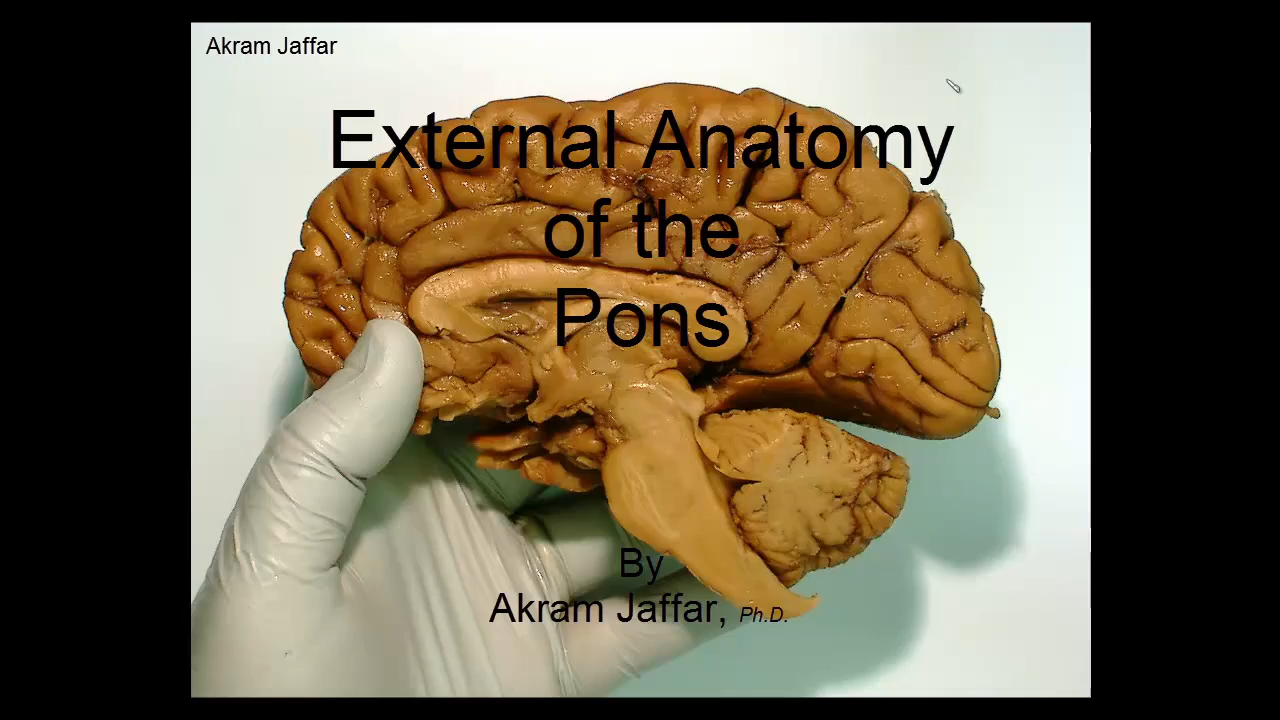 Akram Jaffar
External Anatomy
of the
Pons
By
Akram Jaffar, Ph.D.